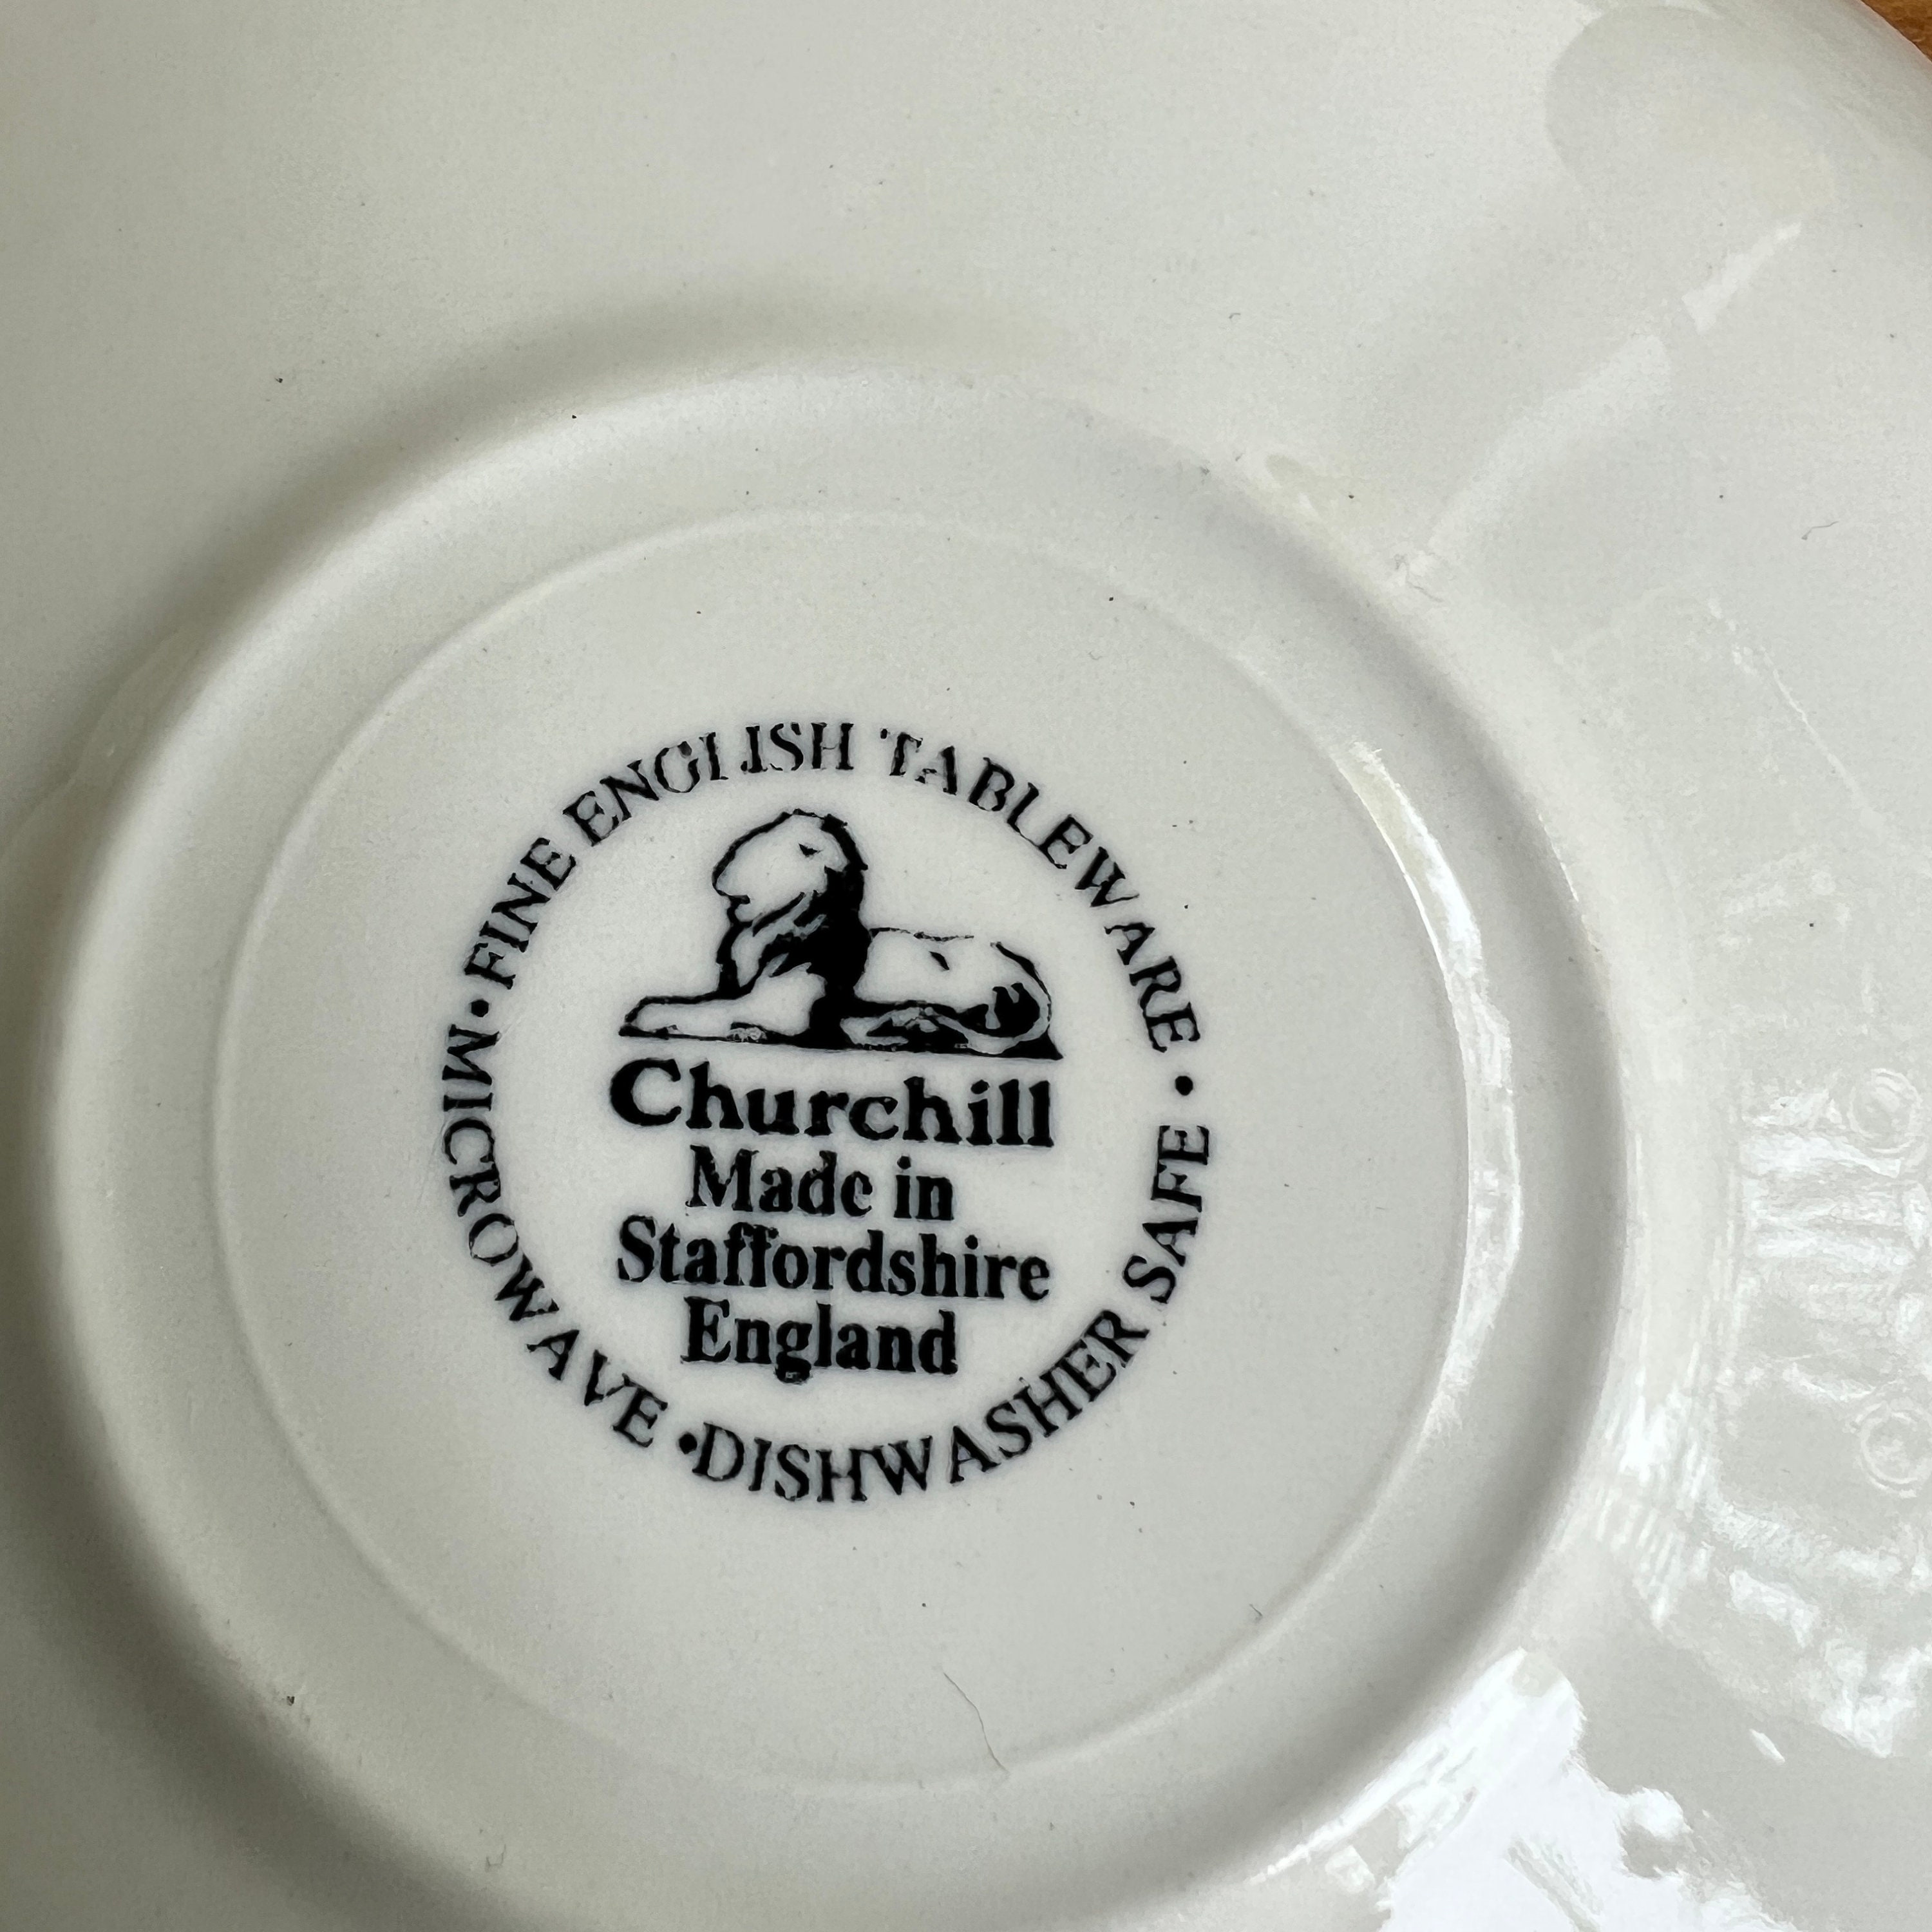 • FINE ENGLISH TABLEWARE •
Churchill
Made in
Staffordshire
England
MICROWAVE • DISHWASHER SAFE